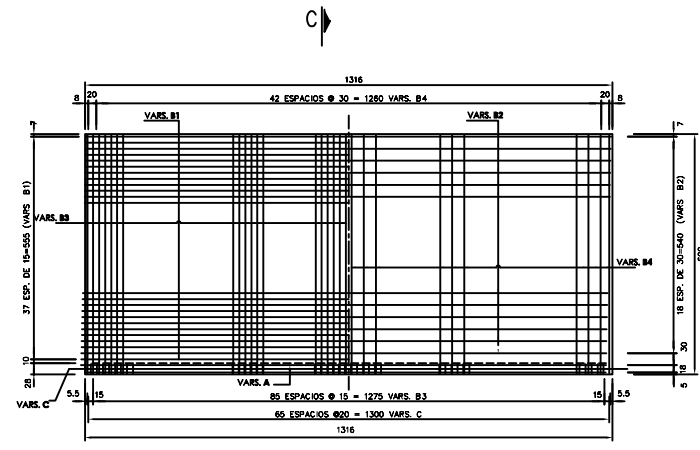 C
1316
8 20 42 ESPACIOS @ 30 = 1260 VARS. B4 20 8
VARS. B1
VARS. B2
7
7
37 ESP. DE 15=555 (VARS B1)
18 ESP. DE 30=540 (VARS B2)
VARS. B3
VARS. B4
10
28
30
18
5
VARS. A
VARS. C
5.5 15 85 ESPACIOS @ 15 = 1275 VARS. B3 15 5.5
65 ESPACIOS @20 = 1300 VARS. C
1316